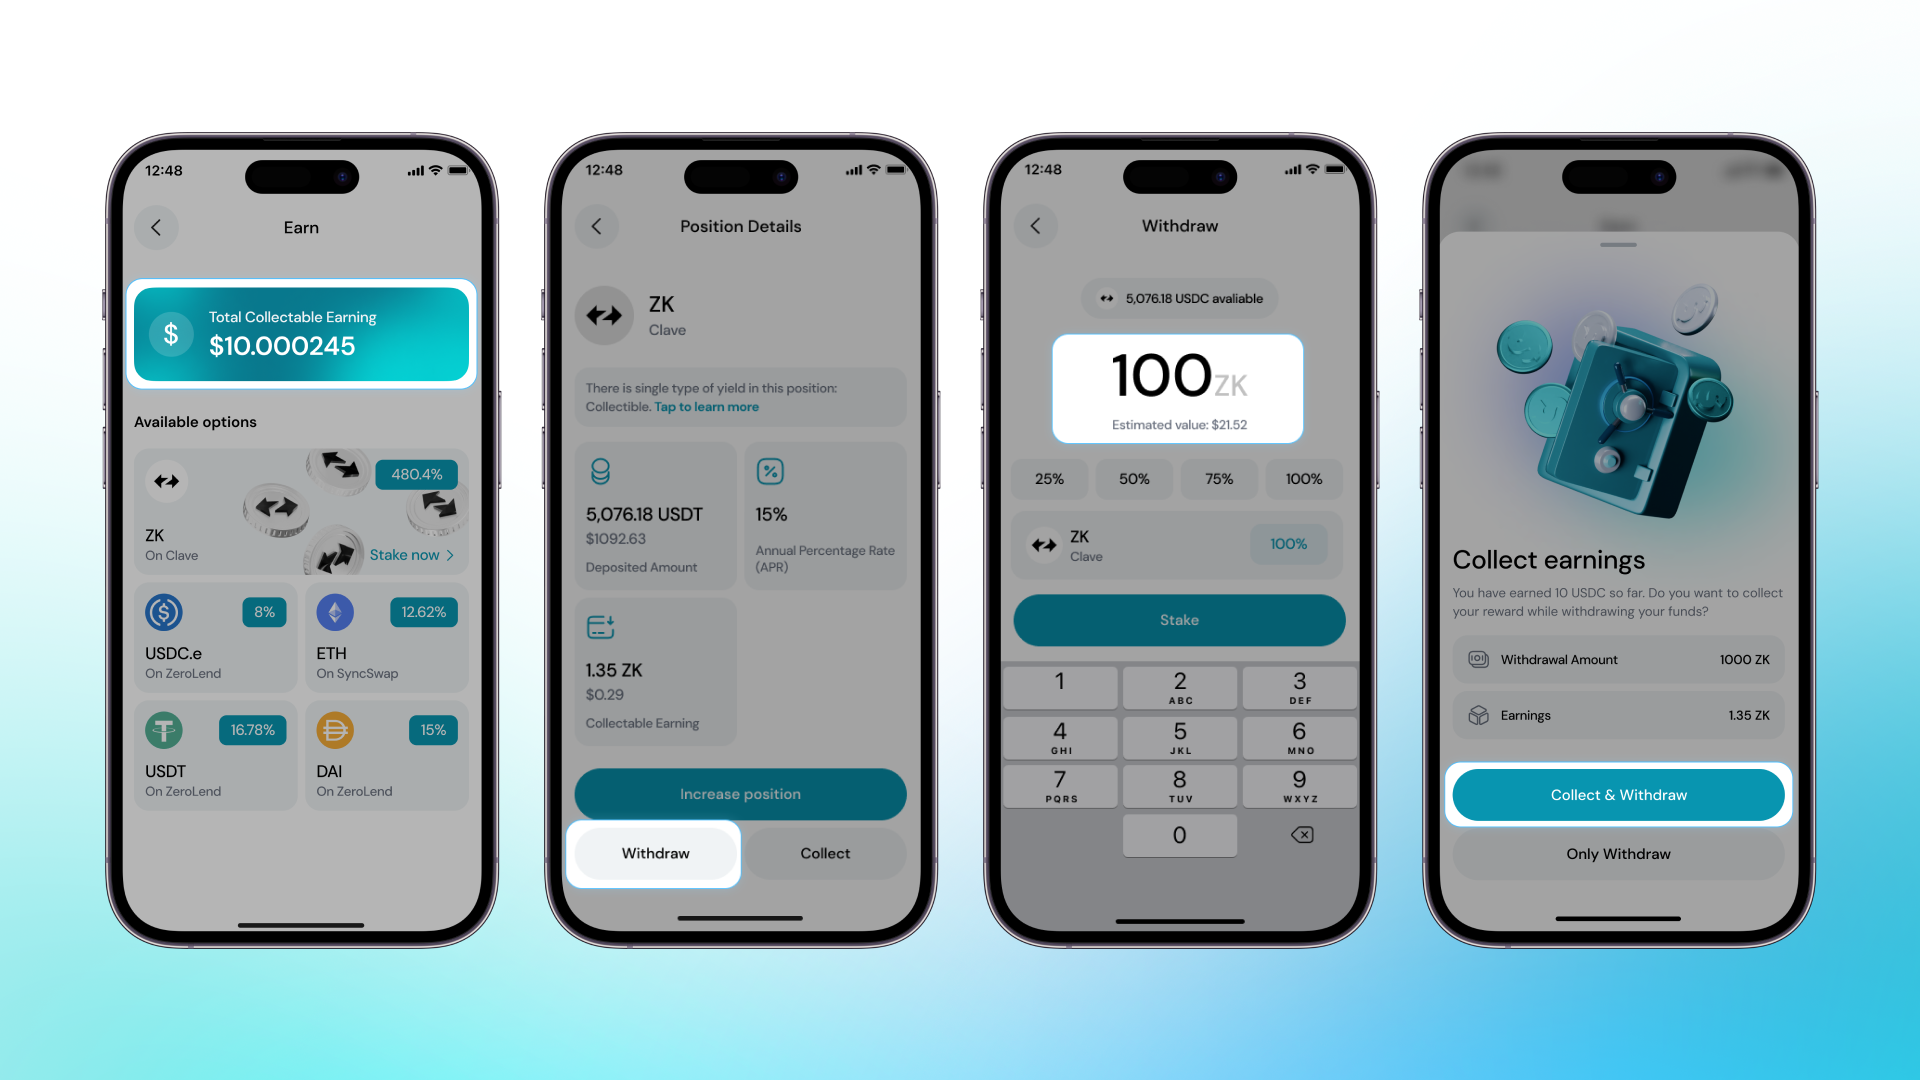 12:48
Earn
$
Total Collectable Earning
$10.000245
Available options
480.4%
ZK
On Clave
Stake now
8%
USDC.e
On ZeroLend
12.62%
ETH
On SyncSwap
16.78%
USDT
On ZeroLend
15%
DAI
On ZeroLend
12:48
Position Details
ZK
Clave
There is single type of yield in this position:
Collectible. Tap to learn more
5,076.18 USDT
$1092.63
Deposited Amount
15%
Annual Percentage Rate
(APR)
1.35 ZK
$0.29
Collectable Earning
Increase position
Withdraw
Collect
12:48
Withdraw
5,076.18 USDC avaliable
100 ZK
Estimated value: $21.52
25%
50%
75%
100%
ZK
Clave
100%
Stake
1
2
ABC
3
DEF
4
GHI
5
JKL
6
MNO
7
PQRS
8
TUV
9
WXYZ
0
Collect earnings
You have earned 10 USDC so far. Do you want to collect
your reward while withdrawing your funds?
Withdrawal Amount
1000 ZK
Earnings
1.35 ZK
Collect & Withdraw
Only Withdraw